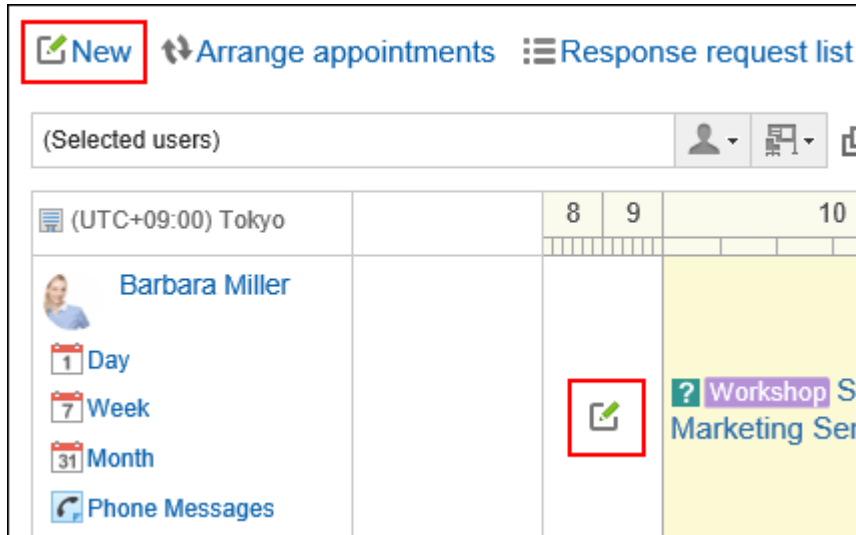 New Arrange appointments Response request list
(Selected users)
(UTC+09:00) Tokyo 8 9 10
Barbara Miller
1 Day
7 Week
31 Month
Phone Messages
? Workshop S
Marketing Ser